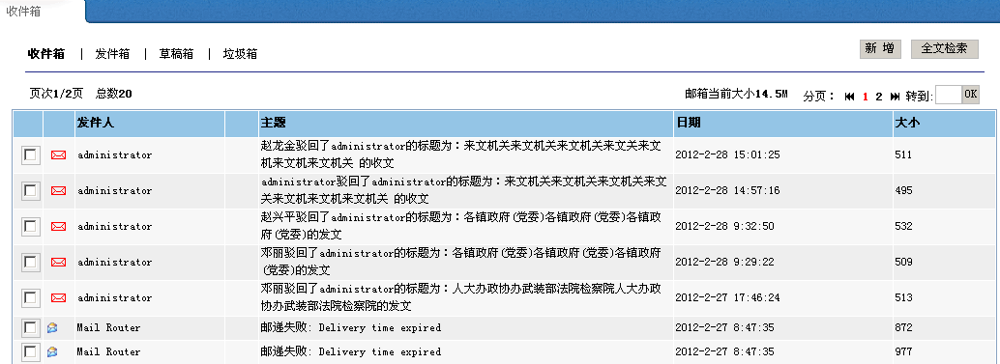 收件箱
收件箱 | 发件箱 | 草稿箱 | 垃圾箱 新 增 全文检索
页次1/2页 总数20 邮箱当前大小14.5M 分页： 1 2 转到: OK
发件人 主题 日期 大小
administrator 赵龙金驳回了administrator的标题为：来文机关来文机关来文机关来文关来文 2012-2-28 15:01:25 511
机来文机来文机关 的收文
administrator administrator驳回了administrator的标题为：来文机关来文机关来文机关来文 2012-2-28 14:57:16 495
关来文机来文机来文机关 的收文
administrator 赵兴平驳回了administrator的标题为：各镇政府(党委)各镇政府(党委)各镇政 2012-2-28 9:32:50 532
府(党委)的发文
administrator 邓丽驳回了administrator的标题为：各镇政府(党委)各镇政府(党委)各镇政府 2012-2-28 9:29:22 509
(党委)的发文
administrator 邓丽驳回了administrator的标题为：人大办政协办武装部法院检察院人大办政 2012-2-27 17:46:24 513
协办武装部法院检察院的发文
Mail Router 邮递失败: Delivery time expired 2012-2-27 8:47:35 872
Mail Router 邮递失败: Delivery time expired 2012-2-27 8:47:35 977